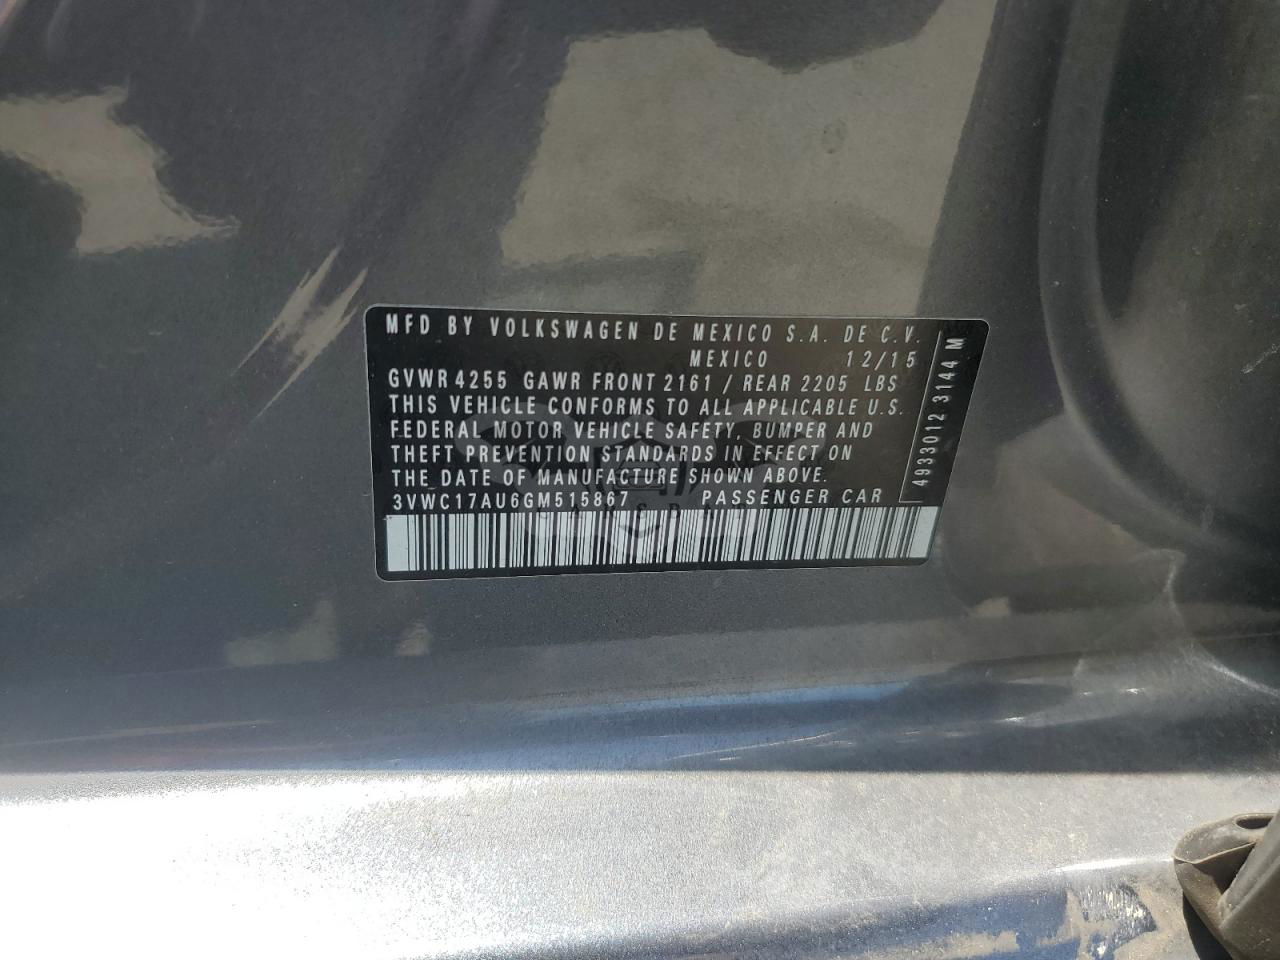 MFD BY VOLKSWAGEN DE MEXICO S.A. DE C.V.
MEXICO 12/15
GVWR 4255 GAWR FRONT 2161 / REAR 2205 LBS
THIS VEHICLE CONFORMS TO ALL APPLICABLE U.S.
FEDERAL MOTOR VEHICLE SAFETY, BUMPER AND
THEFT PREVENTION STANDARDS IN EFFECT ON
THE DATE OF MANUFACTURE SHOWN ABOVE.
3VWC17AU6GM515867 PASSENGER CAR
4933012 3144 M